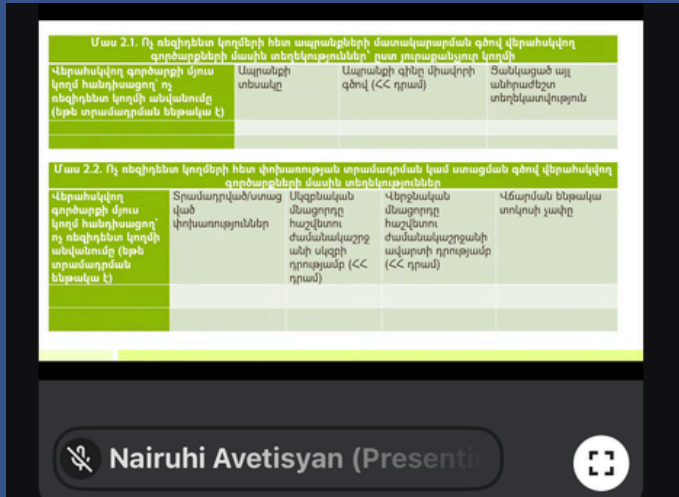 Մաս 2.1. Ոչ ռեզիդենտ կողմերի հետ ապրանքների մատակարարման գծով վերահսկվող
գործարքների մասին տեղեկություններ՝ ըստ յուրաքանչյուր կողմի
Վերահսկվող գործարքի մյուս
կողմ հանդիսացող՝ ոչ
ռեզիդենտ կողմի անվանումը
(եթե տրամադրման ենթակա է)
Ապրանքի
տեսակը
Ապրանքի գինը միավորի
գծով (ՀՀ դրամ)
Ցանկացած այլ
անհրաժեշտ
տեղեկատվություն
Մաս 2.2. Ոչ ռեզիդենտ կողմերի հետ փոխառության տրամադրման կամ ստացման գծով վերահսկվող
գործարքների մասին տեղեկություններ
Վերահսկվող
գործարքի մյուս
կողմ հանդիսացող՝
ոչ ռեզիդենտ կողմի
անվանումը (եթե
տրամադրման
ենթակա է)
Տրամադրված/ստաց
ված
փոխառություններ
Սկզբնական
մնացորդը
հաշվետու
ժամանակաշրջ
անի սկզբի
դրությամբ (ՀՀ
դրամ)
Վերջնական
մնացորդը
հաշվետու
ժամանակաշրջանի
ավարտի դրությամբ
(ՀՀ դրամ)
Վճարման ենթակա
տոկոսի չափը
Nairuhi Avetisyan (Presenti